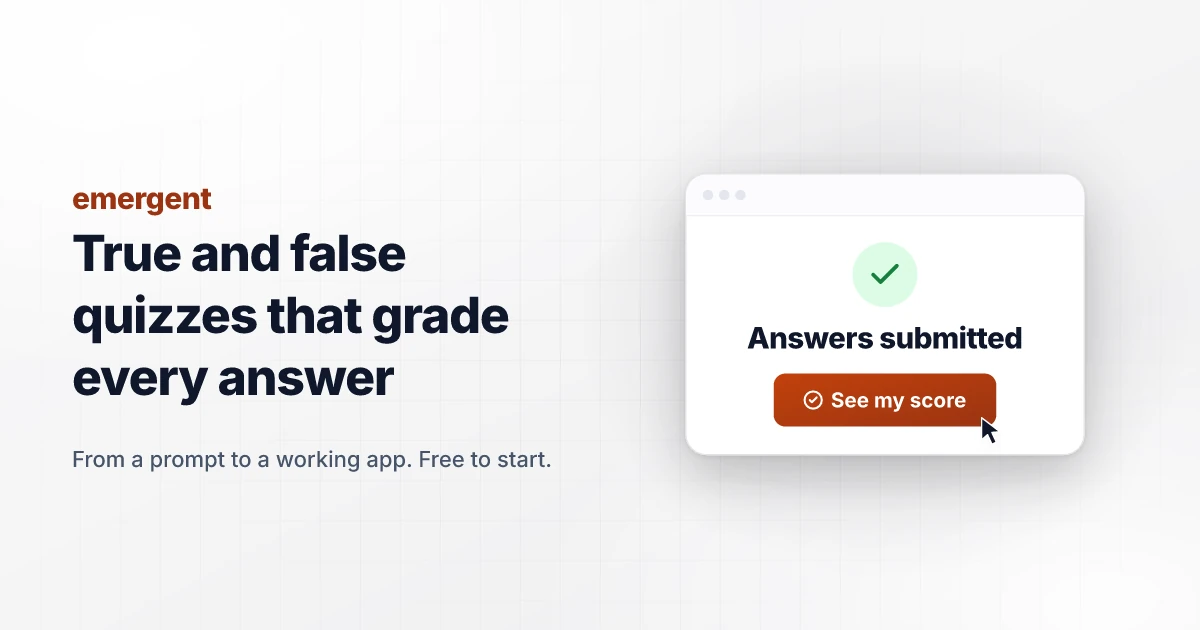 emergent
True and false
quizzes that grade
every answer
From a prompt to a working app. Free to start.
Answers submitted
See my score